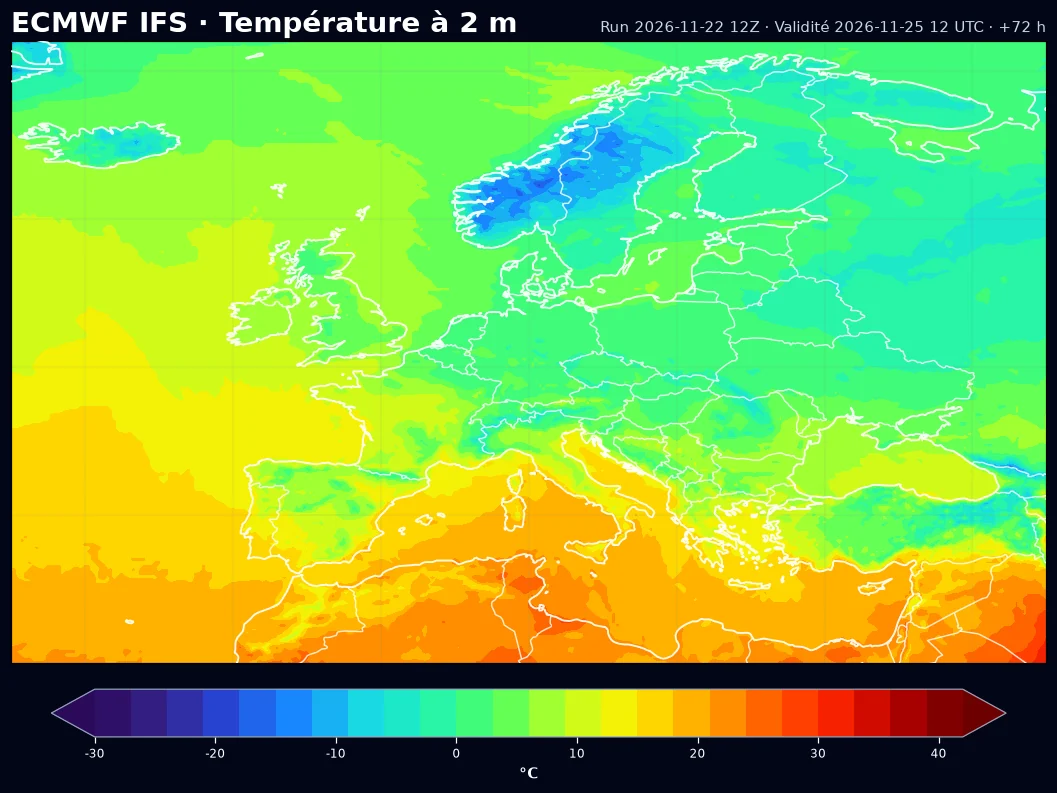 ECMWF IFS · Température à 2 m
Run 2026-11-22 12Z · Validité 2026-11-25 12 UTC · +72 h
-30 -20 -10 0 10 20 30 40
°C